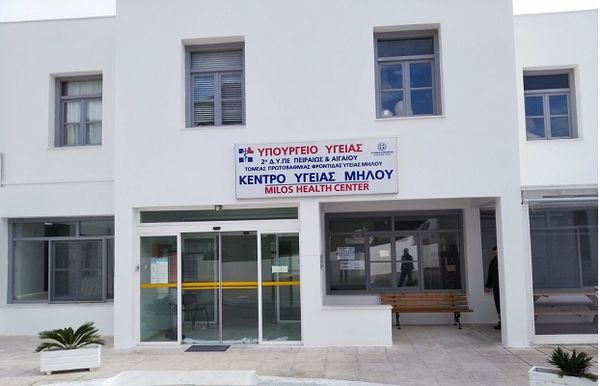 ΥΠΟΥΡΓΕΙΟ ΥΓΕΙΑΣ
2η Δ.Υ.ΠΕ ΠΕΙΡΑΙΩΣ & ΑΙΓΑΙΟΥ
ΤΟΜΕΑΣ ΠΡΩΤΟΒΑΘΜΙΑΣ ΦΡΟΝΤΙΔΑΣ ΥΓΕΙΑΣ ΜΗΛΟΥ
ΚΕΝΤΡΟ ΥΓΕΙΑΣ ΜΗΛΟΥ
MILOS HEALTH CENTER